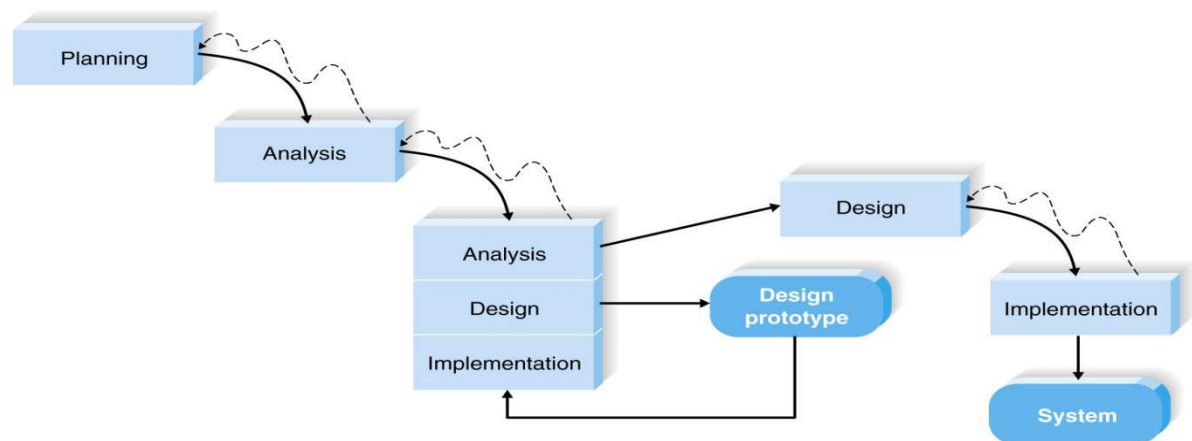 Planning
Analysis
Analysis
Design
Implementation
Design
prototype
Design
Implementation
System